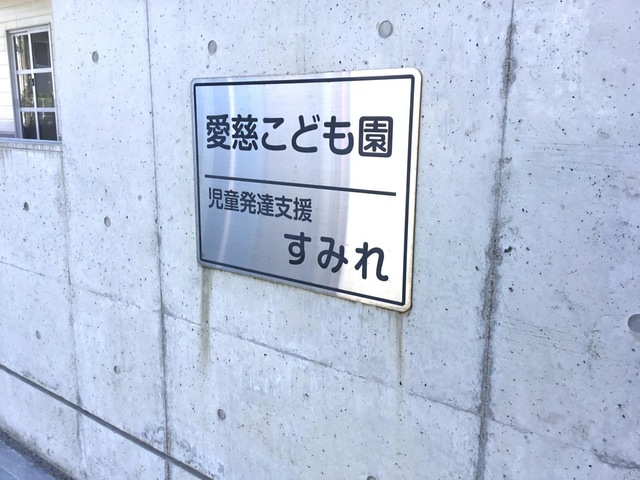 愛慈こども園
児童発達支援
すみれ